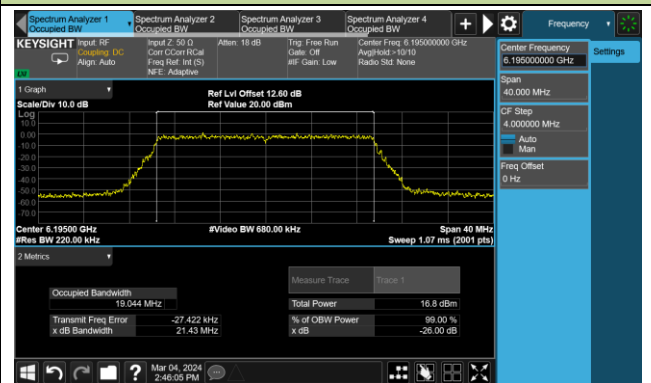 Spectrum Analyzer 1
Occupied BW
Spectrum Analyzer 2
Occupied BW
Spectrum Analyzer 3
Occupied BW
Spectrum Analyzer 4
Occupied BW
Frequency
KEYSIGHT
Input: RF
Coupling: DC
Align: Auto
Input Z: 50 Ω
Corr CCorr RCal
Freq Ref: Int (S)
NFE: Adaptive
Atten: 18 dB
Trig: Free Run
Gate: Off
#IF Gain: Low
Center Freq: 6.195000000 GHz
Avg|Hold:>10/10
Radio Std: None
Center Frequency
6.195000000 GHz
Settings
Span
40.000 MHz
CF Step
4.000000 MHz
Auto
Man
Freq Offset
0 Hz
1 Graph
Scale/Div 10.0 dB
Ref Lvl Offset 12.60 dB
Ref Value 20.00 dBm
Log
10.0
0.00
-10.0
-20.0
-30.0
-40.0
-50.0
-60.0
-70.0
Center 6.19500 GHz
#Res BW 220.00 kHz
#Video BW 680.00 kHz
Span 40 MHz
Sweep 1.07 ms (2001 pts)
2 Metrics
Measure Trace
Trace 1
Occupied Bandwidth
19.044 MHz
Total Power
16.8 dBm
Transmit Freq Error
-27.422 kHz
% of OBW Power
99.00 %
x dB Bandwidth
21.43 MHz
x dB
-26.00 dB
Mar 04, 2024
2:46:05 PM